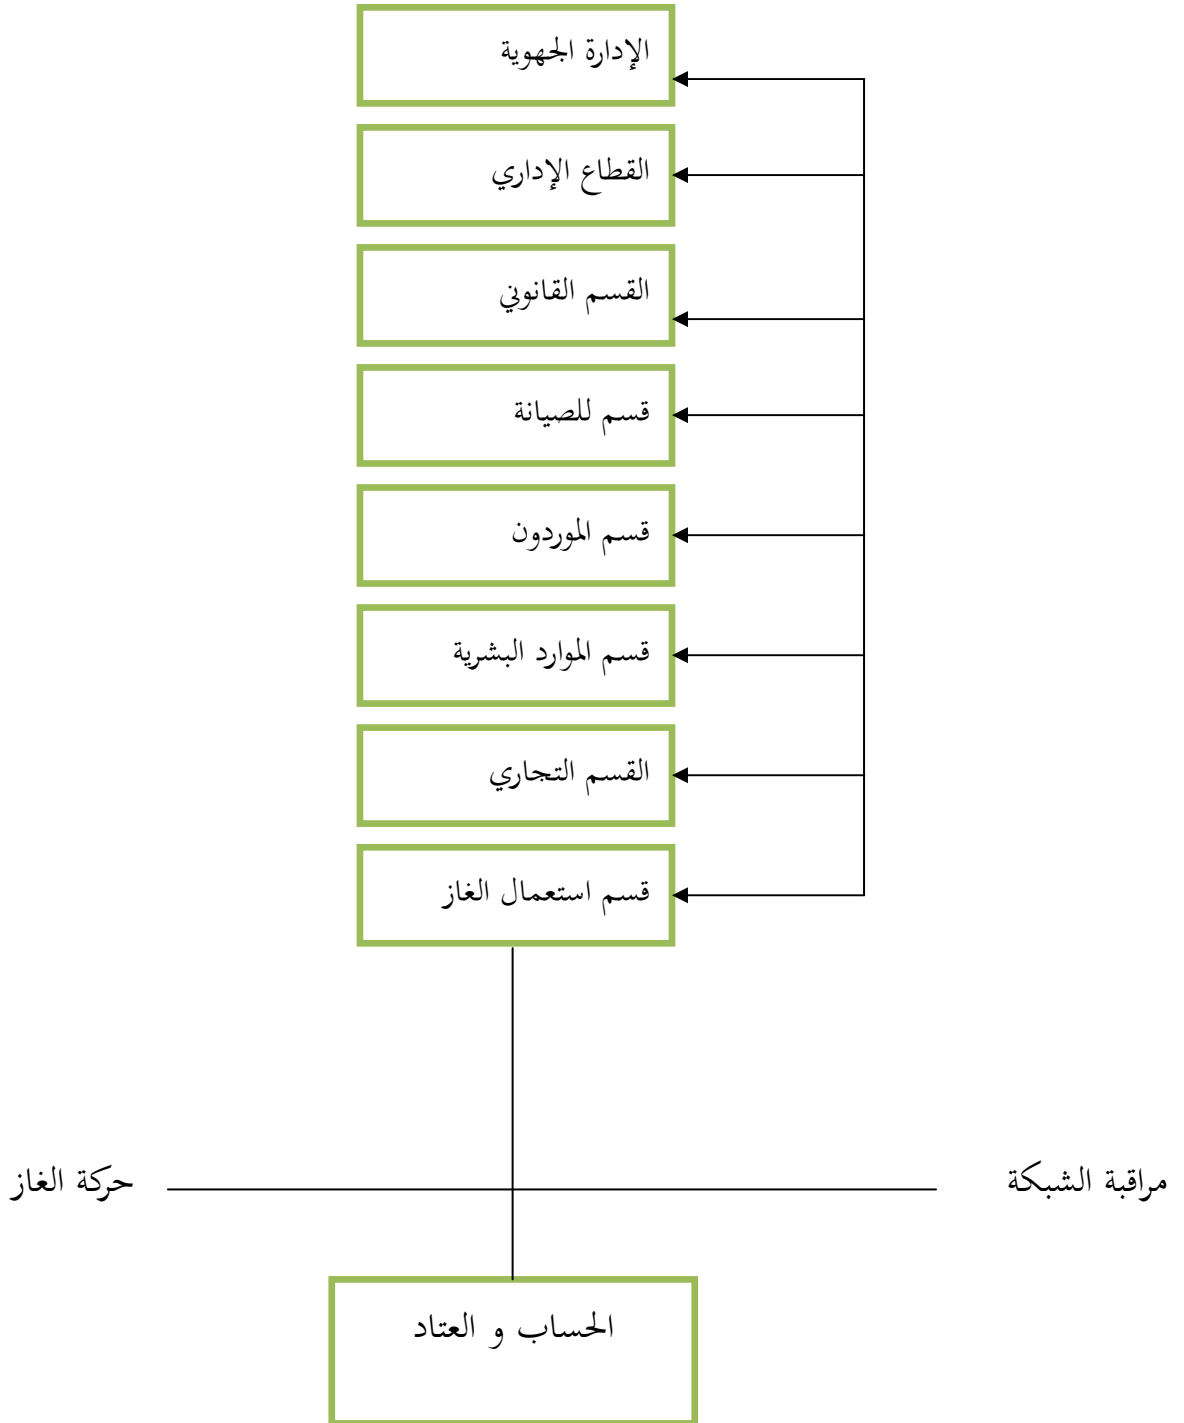 الإدارة الجهوية
القطاع الإداري
القسم القانوني
قسم للصيانة
قسم الموردون
قسم الموارد البشرية
القسم التجاري
قسم استعمال الغاز
مراقبة الشبكة
حركة الغاز
الحساب و العتاد